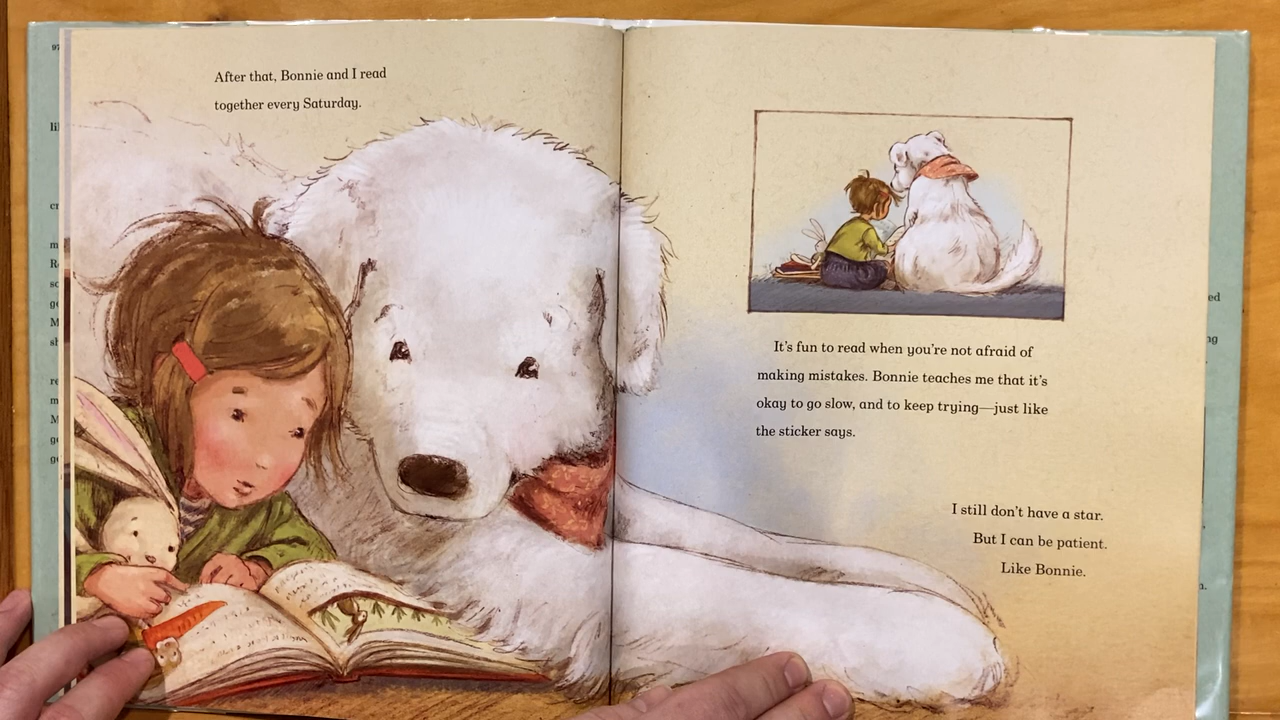 After that, Bonnie and I read
together every Saturday.
It's fun to read when you're not afraid of
making mistakes. Bonnie teaches me that it's
okay to go slow, and to keep trying—just like
the sticker says.
I still don't have a star.
But I can be patient.
Like Bonnie.